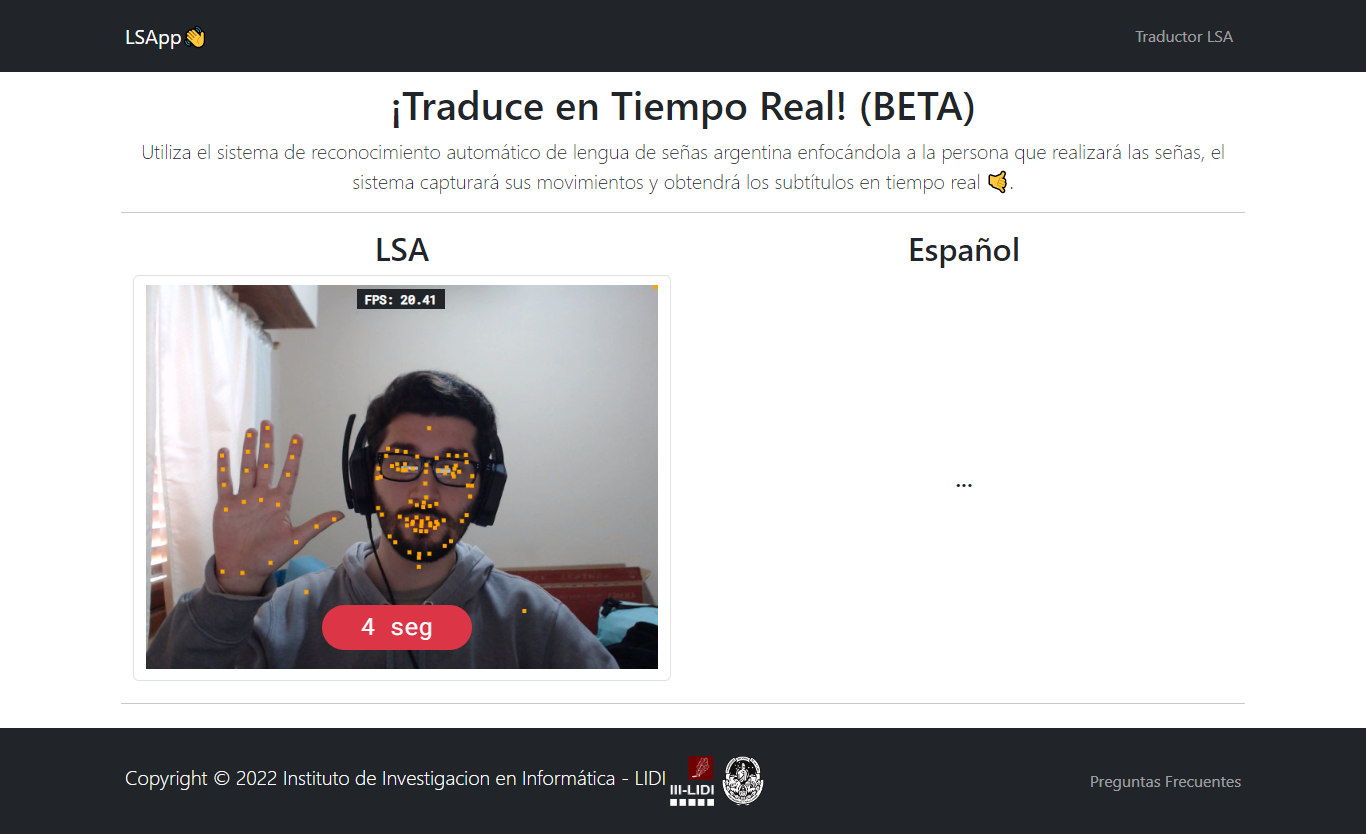 LSApp👋
Traductor LSA
¡Traduce en Tiempo Real! (BETA)
Utiliza el sistema de reconocimiento automático de lengua de señas argentina enfocándola a la persona que realizará las señas, el
sistema capturará sus movimientos y obtendrá los subtítulos en tiempo real 🤙.
LSA
Español
FPS: 20.41
...
4 seg
Copyright © 2022 Instituto de Investigacion en Informática - LIDI
III-LIDI
Preguntas Frecuentes